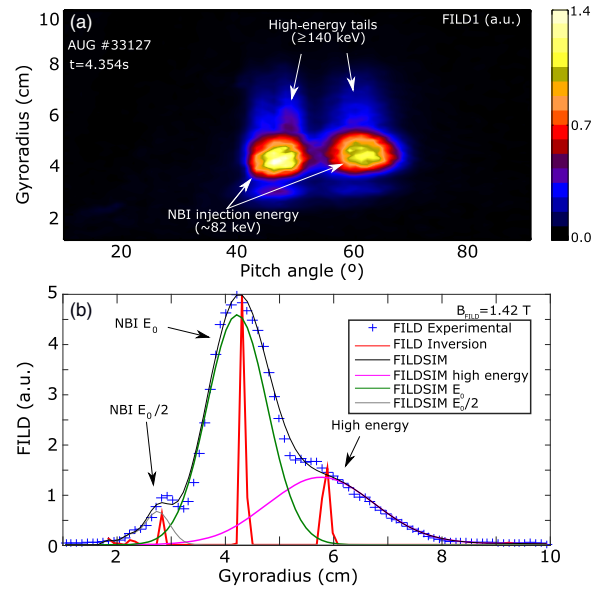 (a)
High-energy tails
(≥140 keV)
FILD1 (a.u.)
AUG #33127
t=4.354s
NBI injection energy
(~82 keV)
Gyroradius (cm)
10
8
6
4
2
20
40
60
80
Pitch angle (º)
1.4
0.7
0.0
(b)
B_FILD=1.42 T
NBI E₀
NBI E₀/2
High energy
FILD Experimental
FILD Inversion
FILDSIM
FILDSIM high energy
FILDSIM E₀
FILDSIM E₀/2
FILD (a.u.)
5
4
3
2
1
0
2
4
6
8
10
Gyroradius (cm)